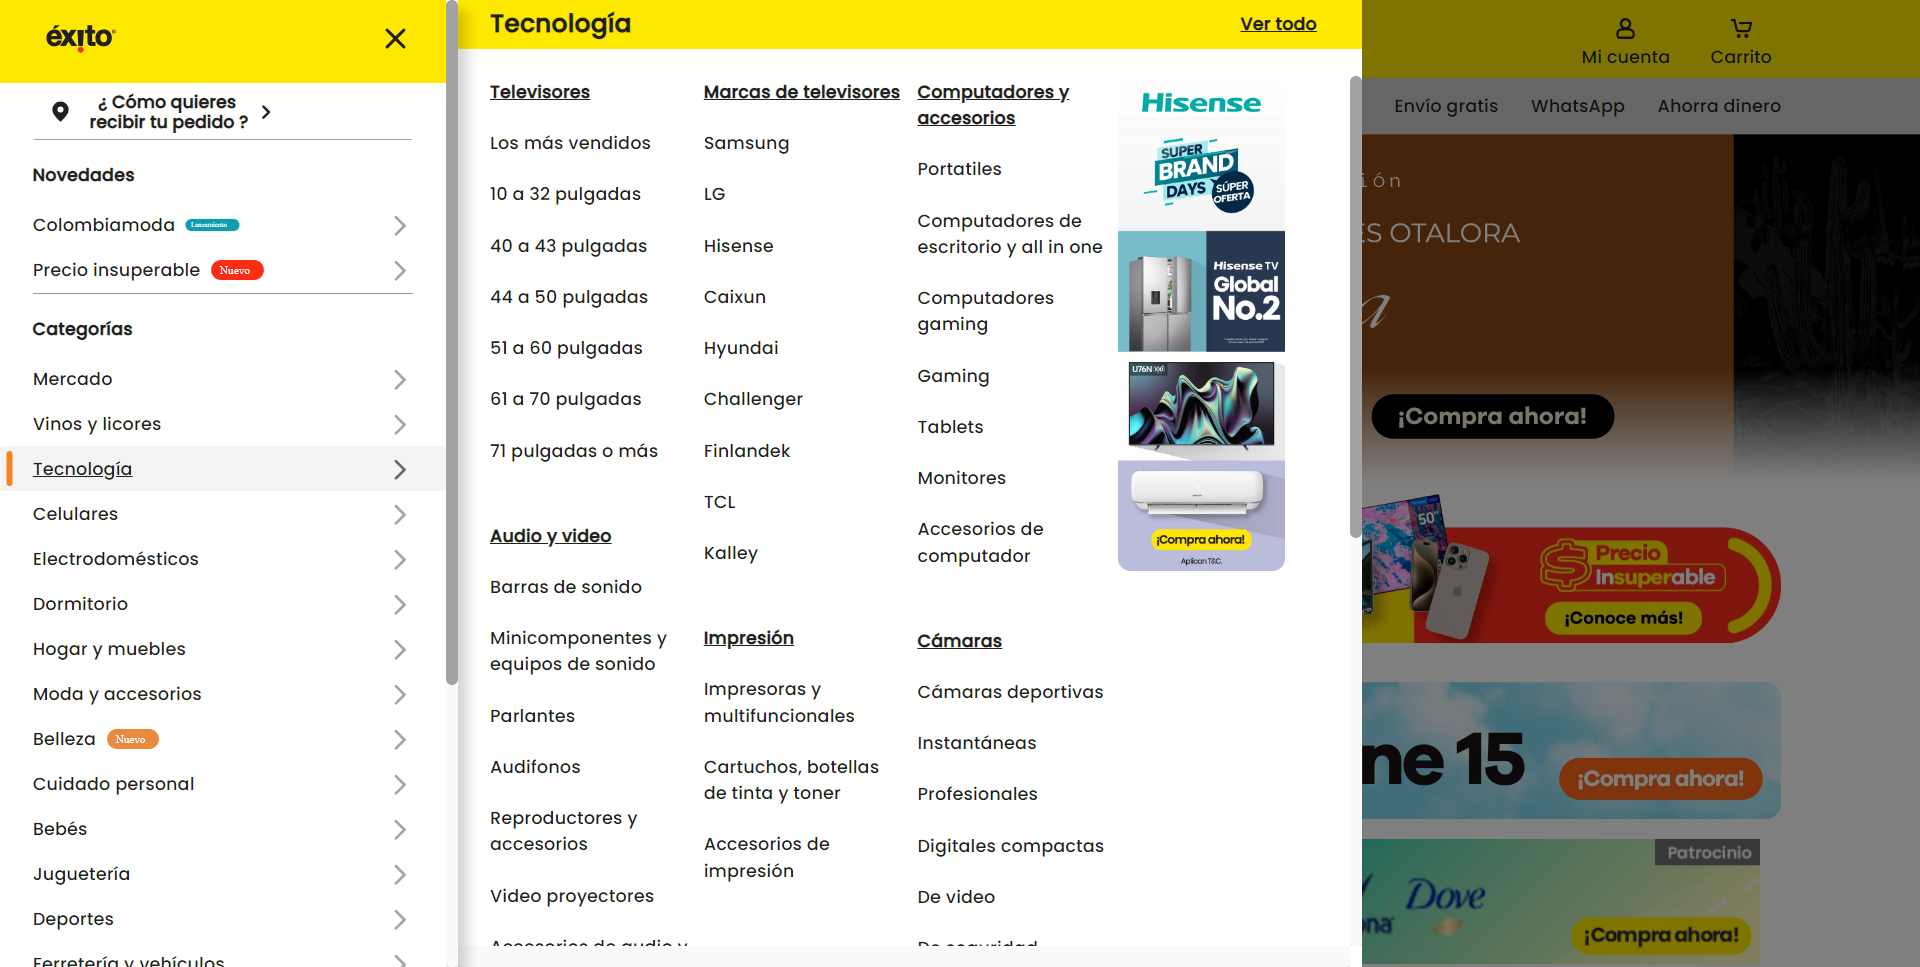 éxito
¿ Cómo quieres
recibir tu pedido ?
Novedades
Colombiamoda Lanzamiento
Precio insuperable Nuevo
Categorías
Mercado
Vinos y licores
Tecnología
Celulares
Electrodomésticos
Dormitorio
Hogar y muebles
Moda y accesorios
Belleza Nuevo
Cuidado personal
Bebés
Juguetería
Deportes
Ferretería y vehículos
Tecnología
Ver todo
Televisores
Los más vendidos
10 a 32 pulgadas
40 a 43 pulgadas
44 a 50 pulgadas
51 a 60 pulgadas
61 a 70 pulgadas
71 pulgadas o más
Audio y video
Barras de sonido
Minicomponentes y
equipos de sonido
Parlantes
Audifonos
Reproductores y
accesorios
Video proyectores
Accesorios de audio y
Marcas de televisores
Samsung
LG
Hisense
Caixun
Hyundai
Challenger
Finlandek
TCL
Kalley
Impresión
Impresoras y
multifuncionales
Cartuchos, botellas
de tinta y toner
Accesorios de
impresión
Computadores y
accesorios
Portatiles
Computadores de
escritorio y all in one
Computadores
gaming
Gaming
Tablets
Monitores
Accesorios de
computador
Cámaras
Cámaras deportivas
Instantáneas
Profesionales
Digitales compactas
De video
De seguridad
Hisense
SUPER
BRAND
DAYS
SÚPER
OFERTA
Hisense TV
Global
No.2
U76N
¡Compra ahora!
Aplican T&C.
Mi cuenta
Carrito
Envío gratis
WhatsApp
Ahorra dinero
ión
ES OTALORA
a
¡Compra ahora!
50"
Precio
Insuperable
¡Conoce más!
ne 15
¡Compra ahora!
Patrocinio
Dove
ona
¡Compra ahora!